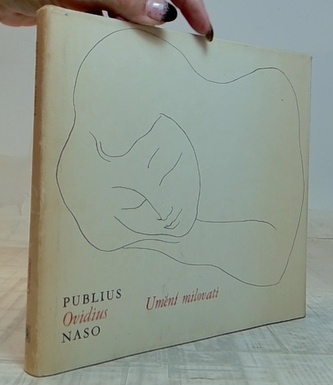 PUBLIUS
Ovidius
NASO
Umění milovati